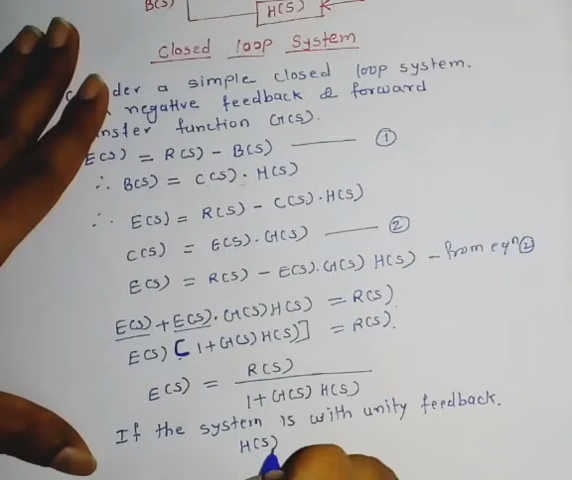 B(S)
H(S)
Closed loop System
der a simple closed loop system.
negative feedback & forward
nsfer function G(S).
E(S) = R(S) - B(S) ——— ①
∴ B(S) = C(S) · H(S)
∴ E(S) = R(S) - C(S) · H(S)
C(S) = E(S) · G(S) ——— ②
E(S) = R(S) - E(S) · G(S) H(S) - from eqⁿ ②
E(S) + E(S) · G(S) H(S) = R(S)
E(S) [1 + G(S) H(S)] = R(S).
E(S) = R(S)
1 + G(S) H(S)
If the system is with unity feedback.
H(S)